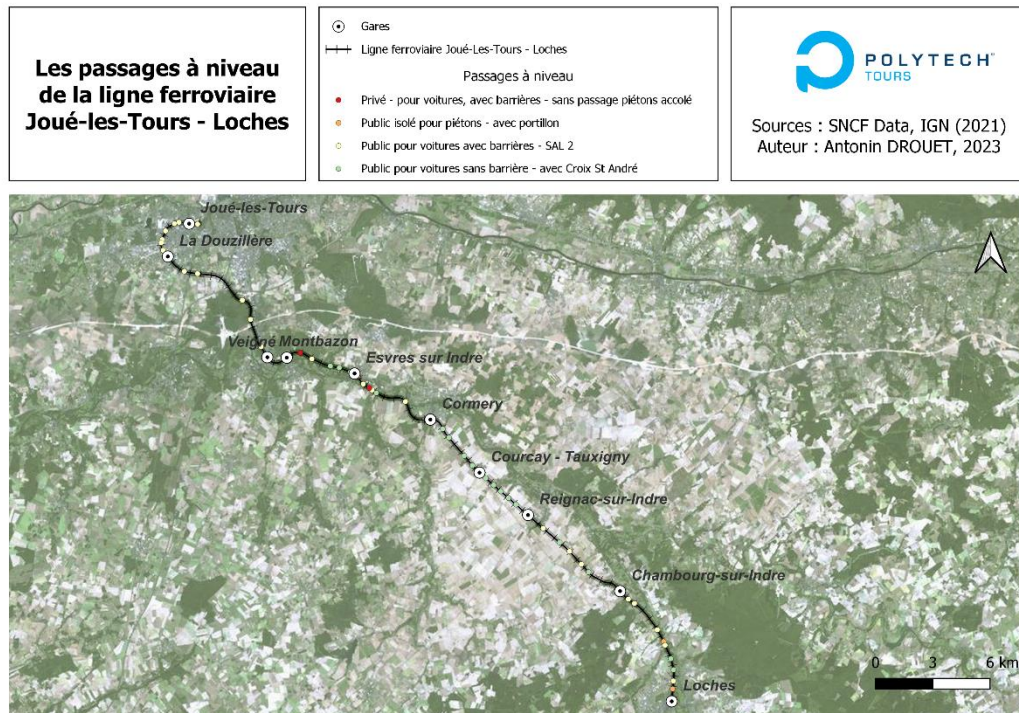 Les passages à niveau
de la ligne ferroviaire
Joué-les-Tours - Loches
Gares
Ligne ferroviaire Joué-Les-Tours - Loches
Passages à niveau
Privé - pour voitures, avec barrières - sans passage piétons accolé
Public isolé pour piétons - avec portillon
Public pour voitures avec barrières - SAL 2
Public pour voitures sans barrière - avec Croix St André
POLYTECH™
TOURS
Sources : SNCF Data, IGN (2021)
Auteur : Antonin DROUET, 2023
Joué-les-Tours
La Douzillère
Veigné Montbazon
Esvres sur Indre
Cormery
Courcay - Tauxigny
Reignac-sur-Indre
Chambourg-sur-Indre
Loches
0 3 6 km